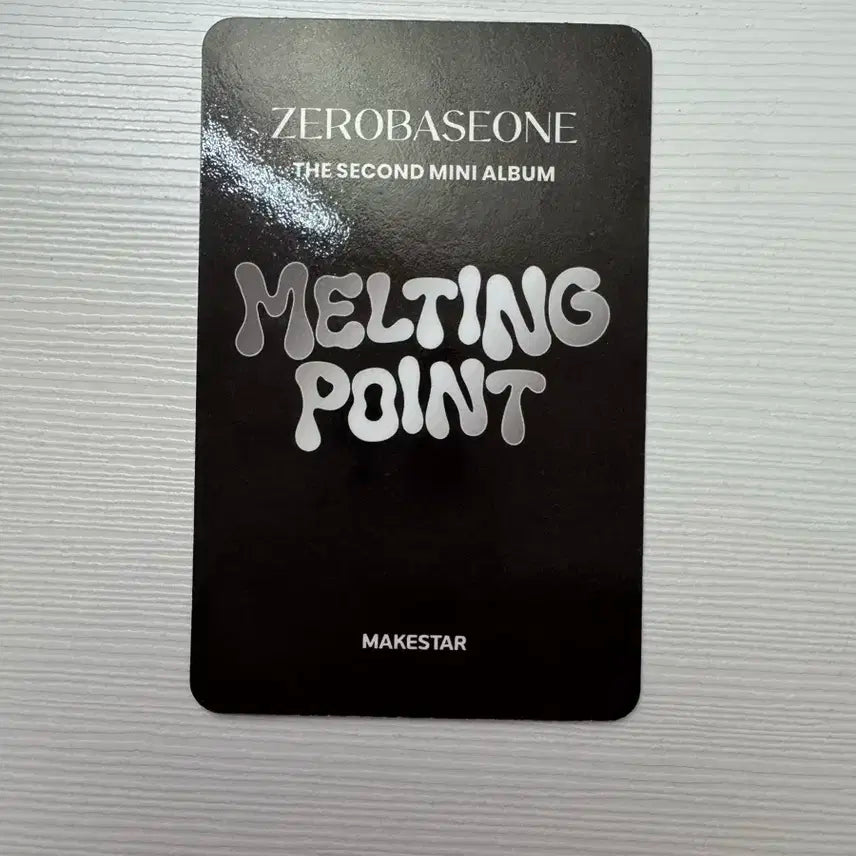 ZEROBASEONE
THE SECOND MINI ALBUM
MELTING
POINT
MAKESTAR